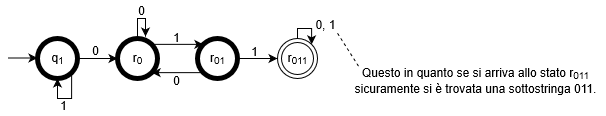 0
0, 1
q1
0
r0
1
r01
1
r011
0
1
Questo in quanto se si arriva allo stato r011
sicuramente si è trovata una sottostringa 011.